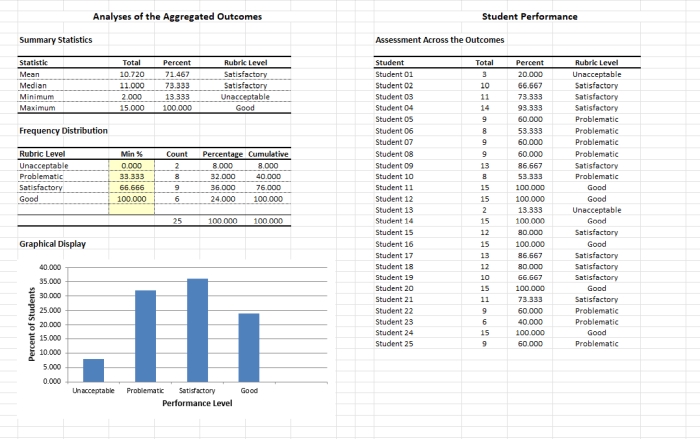 Analyses of the Aggregated Outcomes
Summary Statistics
Statistic Total Percent Rubric Level
Mean 10.720 71.467 Satisfactory
Median 11.000 73.333 Satisfactory
Minimum 2.000 13.333 Unacceptable
Maximum 15.000 100.000 Good
Frequency Distribution
Rubric Level Min % Count Percentage Cumulative
Unacceptable 0.000 2 8.000 8.000
Problematic 33.333 8 32.000 40.000
Satisfactory 66.666 9 36.000 76.000
Good 100.000 6 24.000 100.000
25 100.000 100.000
Graphical Display
Percent of Students
40.000
35.000
30.000
25.000
20.000
15.000
10.000
5.000
0.000
Unacceptable Problematic Satisfactory Good
Performance Level
Student Performance
Assessment Across the Outcomes
Student Total Percent Rubric Level
Student 01 3 20.000 Unacceptable
Student 02 10 66.667 Satisfactory
Student 03 11 73.333 Satisfactory
Student 04 14 93.333 Satisfactory
Student 05 9 60.000 Problematic
Student 06 8 53.333 Problematic
Student 07 9 60.000 Problematic
Student 08 9 60.000 Problematic
Student 09 13 86.667 Satisfactory
Student 10 8 53.333 Problematic
Student 11 15 100.000 Good
Student 12 15 100.000 Good
Student 13 2 13.333 Unacceptable
Student 14 15 100.000 Good
Student 15 12 80.000 Satisfactory
Student 16 15 100.000 Good
Student 17 13 86.667 Satisfactory
Student 18 12 80.000 Satisfactory
Student 19 10 66.667 Satisfactory
Student 20 15 100.000 Good
Student 21 11 73.333 Satisfactory
Student 22 9 60.000 Problematic
Student 23 6 40.000 Problematic
Student 24 15 100.000 Good
Student 25 9 60.000 Problematic